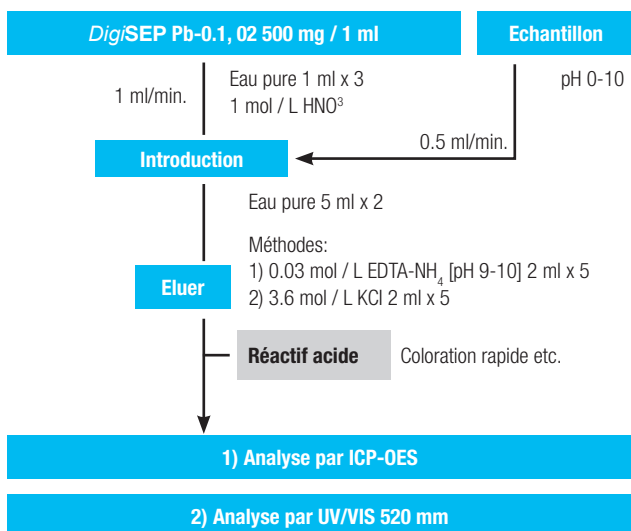 DigiSEP Pb-0.1, 02 500 mg / 1 ml
Echantillon
1 ml/min.
Eau pure 1 ml x 3
1 mol / L HNO³
pH 0-10
0.5 ml/min.
Introduction
Eau pure 5 ml x 2
Méthodes:
1) 0.03 mol / L EDTA-NH₄ [pH 9-10] 2 ml x 5
2) 3.6 mol / L KCl 2 ml x 5
Eluer
Réactif acide
Coloration rapide etc.
1) Analyse par ICP-OES
2) Analyse par UV/VIS 520 mm